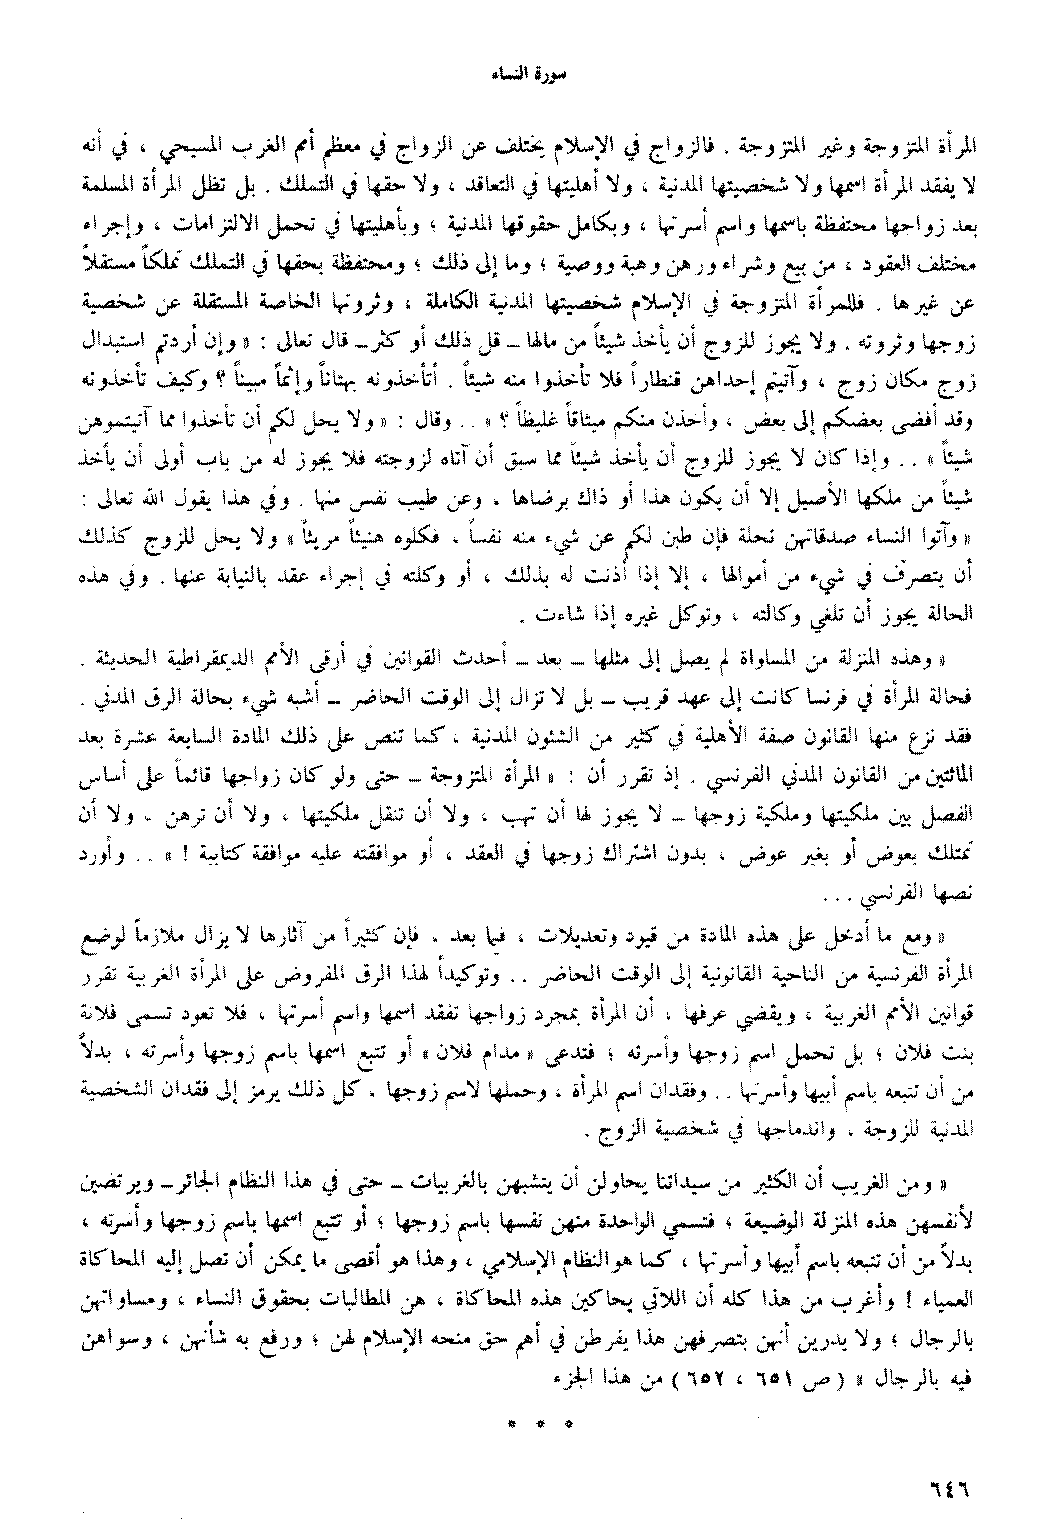 سورة النساء
المرأة المتزوجة وغير المتزوجة . فالزواج في الإسلام يختلف عن الزواج في معظم أمم الغرب المسيحي ، في أنه
لا يفقد المرأة اسمها ولا شخصيتها المدنية ، ولا أهليتها في التعاقد ، ولا حقها في التملك . بل تظل المرأة المسلمة
بعد زواجها محتفظة باسمها واسم أسرتها ، وبكامل حقوقها المدنية ؛ وبأهليتها في تحمل الالتزامات ، وإجراء
مختلف العقود ، من بيع وشراء ورهن وهبة ووصية ؛ وما إلى ذلك ؛ ومحتفظة بحقها في التملك تملكاً مستقلاً
عن غيرها . فللمرأة المتزوجة في الإسلام شخصيتها المدنية الكاملة ، وثروتها الخاصة المستقلة عن شخصية
زوجها وثروته . ولا يجوز للزوج أن يأخذ شيئاً من مالها – قل ذلك أو كثر – قال تعالى : « وإن أردتم استبدال
زوج مكان زوج ، وآتيتم إحداهن قنطاراً فلا تأخذوا منه شيئاً . أتأخذونه بهتاناً وإثماً مبيناً ؟ وكيف تأخذونه
وقد أفضى بعضكم إلى بعض ، وأخذن منكم ميثاقاً غليظاً ؟ » .. وقال : « ولا يحل لكم أن تأخذوا مما آتيتموهن
شيئاً » .. وإذا كان لا يجوز للزوج أن يأخذ شيئاً مما سبق أن آتاه لزوجته فلا يجوز له من باب أولى أن يأخذ
شيئاً من ملكها الأصيل إلا أن يكون هذا أو ذاك برضاها ، وعن طيب نفس منها . وفي هذا يقول الله تعالى :
« وآتوا النساء صدقاتهن نحلة فإن طبن لكم عن شيء منه نفساً ، فكلوه هنيئاً مريئاً » ولا يحل للزوج كذلك
أن يتصرّف في شيء من أموالها ، إلا إذا أذنت له بذلك ، أو وكلته في إجراء عقد بالنيابة عنها . وفي هذه
الحالة يجوز أن تلغي وكالته ، وتوكل غيره إذا شاءت .
« وهذه المنزلة من المساواة لم يصل إلى مثلها – بعد – أحدث القوانين في أرقى الأمم الديمقراطية الحديثة .
فحالة المرأة في فرنسا كانت إلى عهد قريب – بل لا تزال إلى الوقت الحاضر – أشبه شيء بحالة الرق المدني .
فقد نزع منها القانون صفة الأهلية في كثير من الشئون المدنية ، كما تنص على ذلك المادة السابعة عشرة بعد
المائتين من القانون المدني الفرنسي . إذ تقرر أن : « المرأة المتزوجة – حتى ولو كان زواجها قائماً على أساس
الفصل بين ملكيتها وملكية زوجها – لا يجوز لها أن تهب ، ولا أن تنقل ملكيتها ، ولا أن ترهن ، ولا أن
تمتلك بعوض أو بغير عوض ، بدون اشتراك زوجها في العقد ، أو موافقته عليه موافقة كتابية ! » .. وأورد
نصها الفرنسي ...
« ومع ما أدخل على هذه المادة من قيود وتعديلات ، فيما بعد ، فإن كثيراً من آثارها لا يزال ملازماً لوضع
المرأة الفرنسية من الناحية القانونية إلى الوقت الحاضر .. وتوكيداً لهذا الرق المفروض على المرأة الغربية تقرر
قوانين الأمم الغربية ، ويقضي عرفها ، أن المرأة بمجرد زواجها تفقد اسمها واسم أسرتها ، فلا تعود تسمى فلانة
بنت فلان ؛ بل تحمل اسم زوجها وأسرته ؛ فتدعى « مدام فلان » أو تتبع اسمها باسم زوجها وأسرته ، بدلاً
من أن تتبعه باسم أبيها وأسرتها .. وفقدان اسم المرأة ، وحملها لاسم زوجها ، كل ذلك يرمز إلى فقدان الشخصية
المدنية للزوجة ، واندماجها في شخصية الزوج .
« ومن الغريب أن الكثير من سيداتنا يحاولن أن يتشبهن بالغربيات – حتى في هذا النظام الجائر – ويرتضين
لأنفسهن هذه المنزلة الوضيعة ؛ فتسمي الواحدة منهن نفسها باسم زوجها ؛ أو تتبع اسمها باسم زوجها وأسرته ،
بدلاً من أن تتبعه باسم أبيها وأسرتها ، كما هو النظام الإسلامي ، وهذا هو أقصى ما يمكن أن تصل إليه المحاكاة
العمياء ! وأغرب من هذا كله أن اللاتي يحاكين هذه المحاكاة ، هن المطالبات بحقوق النساء ، ومساواتهن
بالرجال ؛ ولا يدرين أنهن بتصرفهن هذا يفرطن في أهم حق منحه الإسلام لهن ؛ ورفع به شأنهن ، وسواهن
فيه بالرجال » ( ص ٦٥١ ، ٦٥٢ ) من هذا الجزء
* * *
٦٤٦